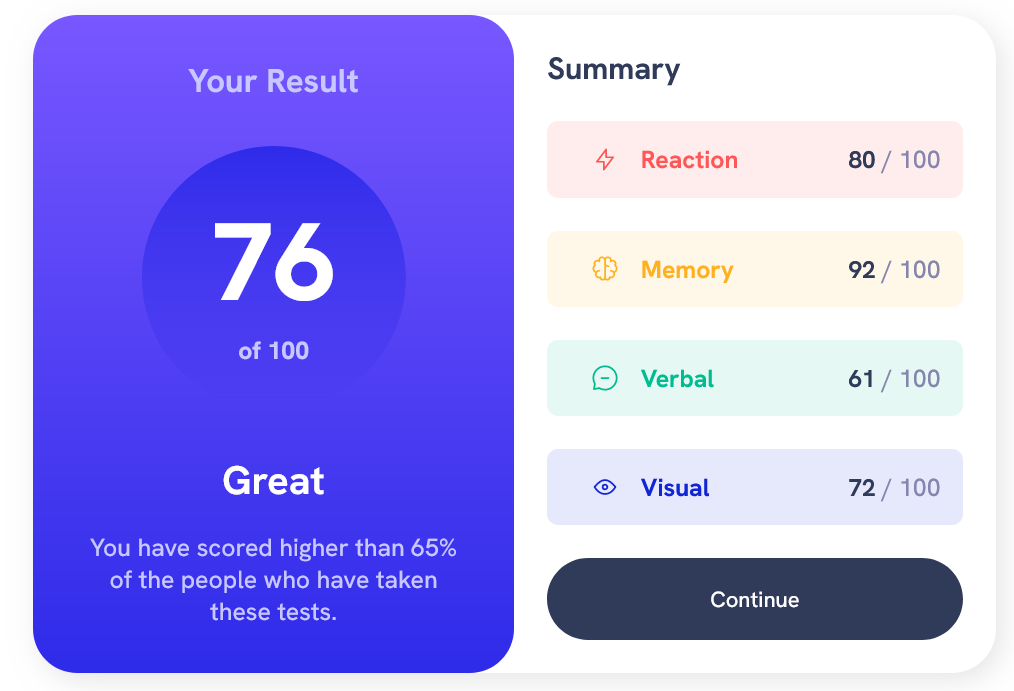 Your Result
76
of 100
Great
You have scored higher than 65%
of the people who have taken
these tests.
Summary
Reaction 80 / 100
Memory 92 / 100
Verbal 61 / 100
Visual 72 / 100
Continue